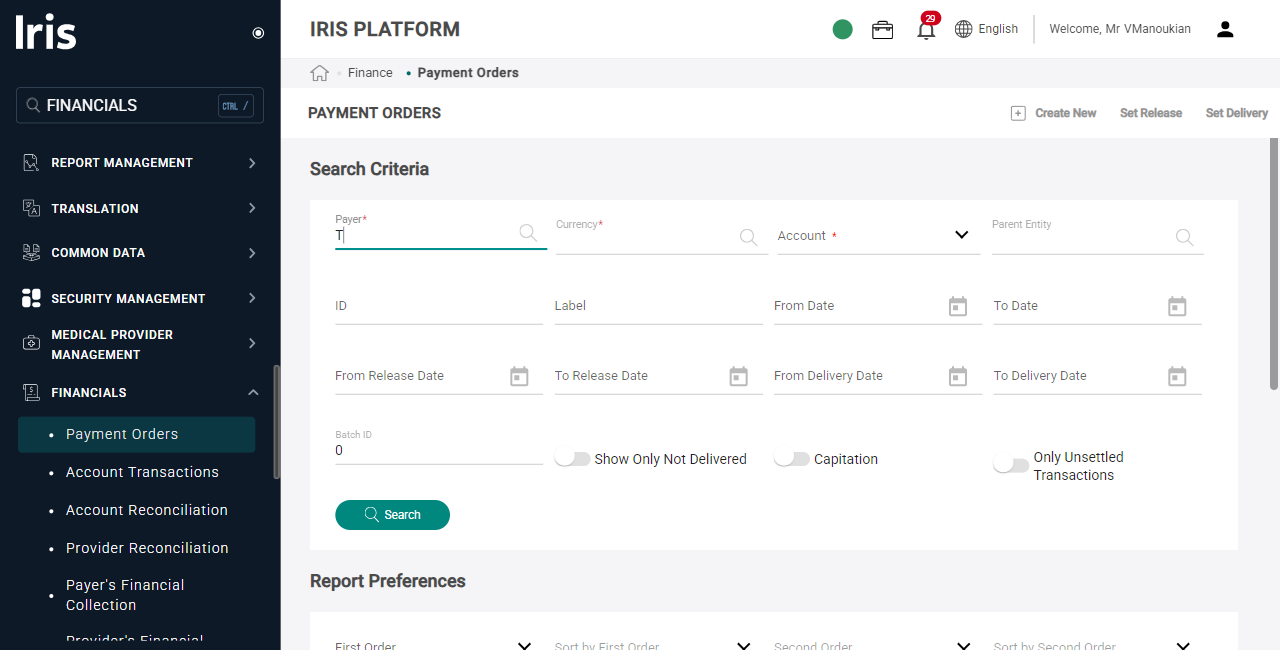 Iris
FINANCIALS
CTRL /
REPORT MANAGEMENT
TRANSLATION
COMMON DATA
SECURITY MANAGEMENT
MEDICAL PROVIDER
MANAGEMENT
FINANCIALS
Payment Orders
Account Transactions
Account Reconciliation
Provider Reconciliation
Payer's Financial
Collection
Provider's Financial
IRIS PLATFORM
29
English
Welcome, Mr VManoukian
Finance
Payment Orders
PAYMENT ORDERS
Create New
Set Release
Set Delivery
Search Criteria
Payer*
T
Currency*
Account *
Parent Entity
ID
Label
From Date
To Date
From Release Date
To Release Date
From Delivery Date
To Delivery Date
Batch ID
0
Show Only Not Delivered
Capitation
Only Unsettled
Transactions
Search
Report Preferences
First Order
Sort by First Order
Second Order
Sort by Second Order